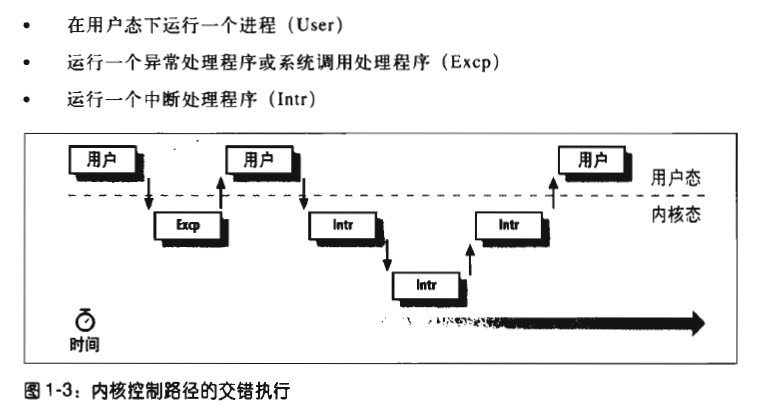 • 在用户态下运行一个进程（User）
• 运行一个异常处理程序或系统调用处理程序（Excp）
• 运行一个中断处理程序（Intr）
用户 用户 用户
用户态
Excp Intr Intr
内核态
Intr
时间
图1-3：内核控制路径的交错执行